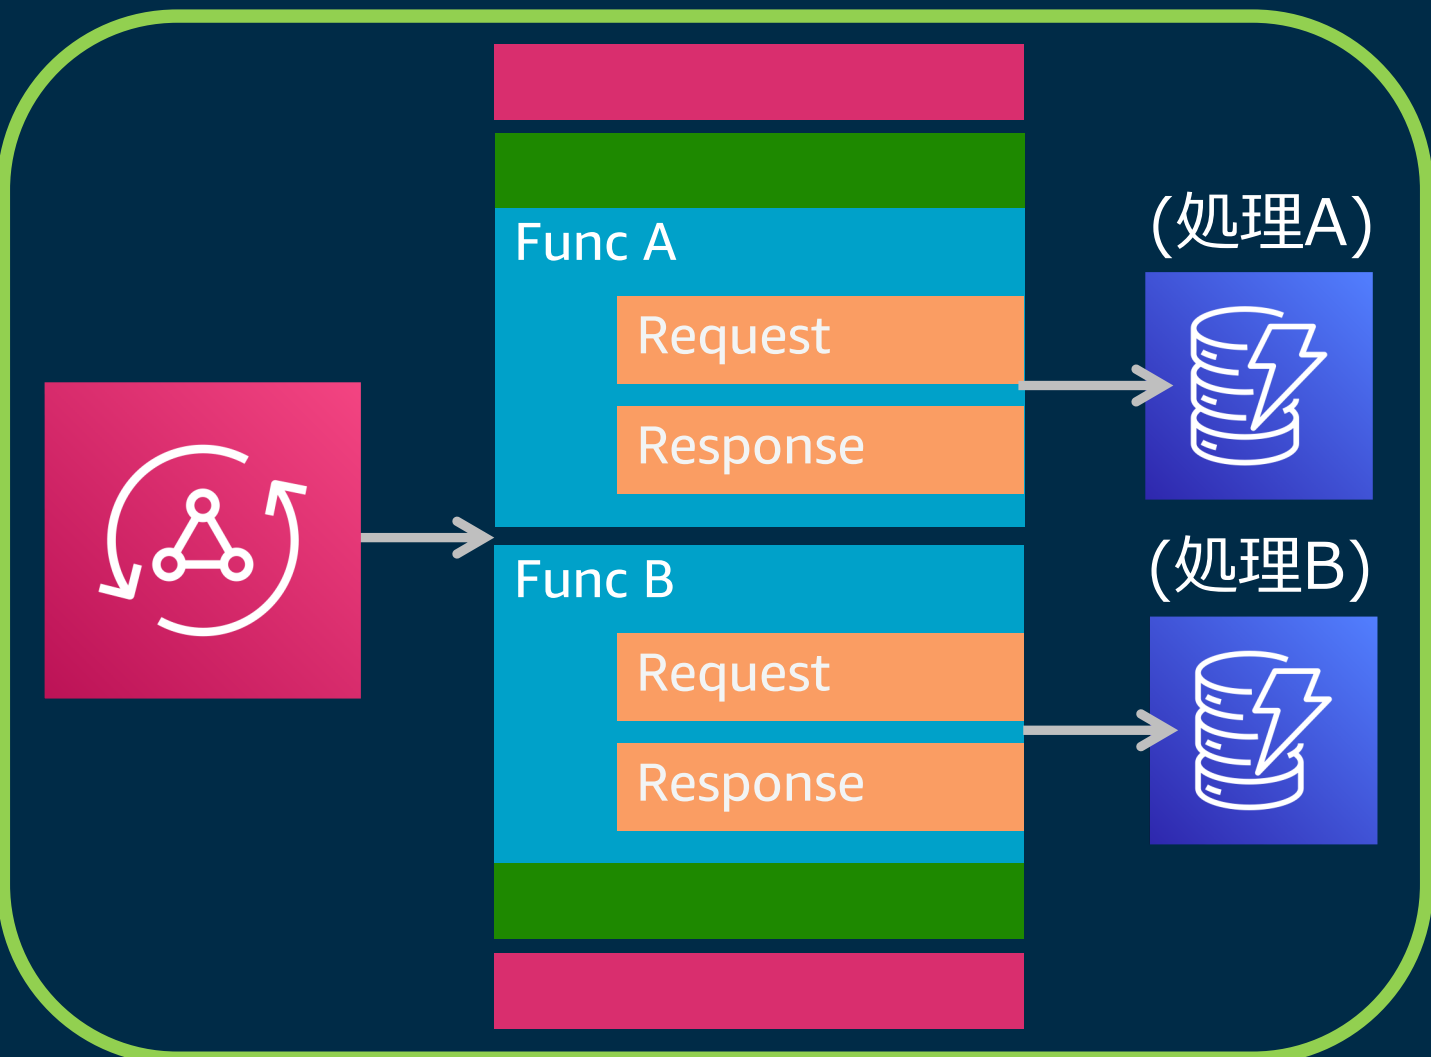 Func A
Request
Response
(処理A)
Func B
Request
Response
(処理B)